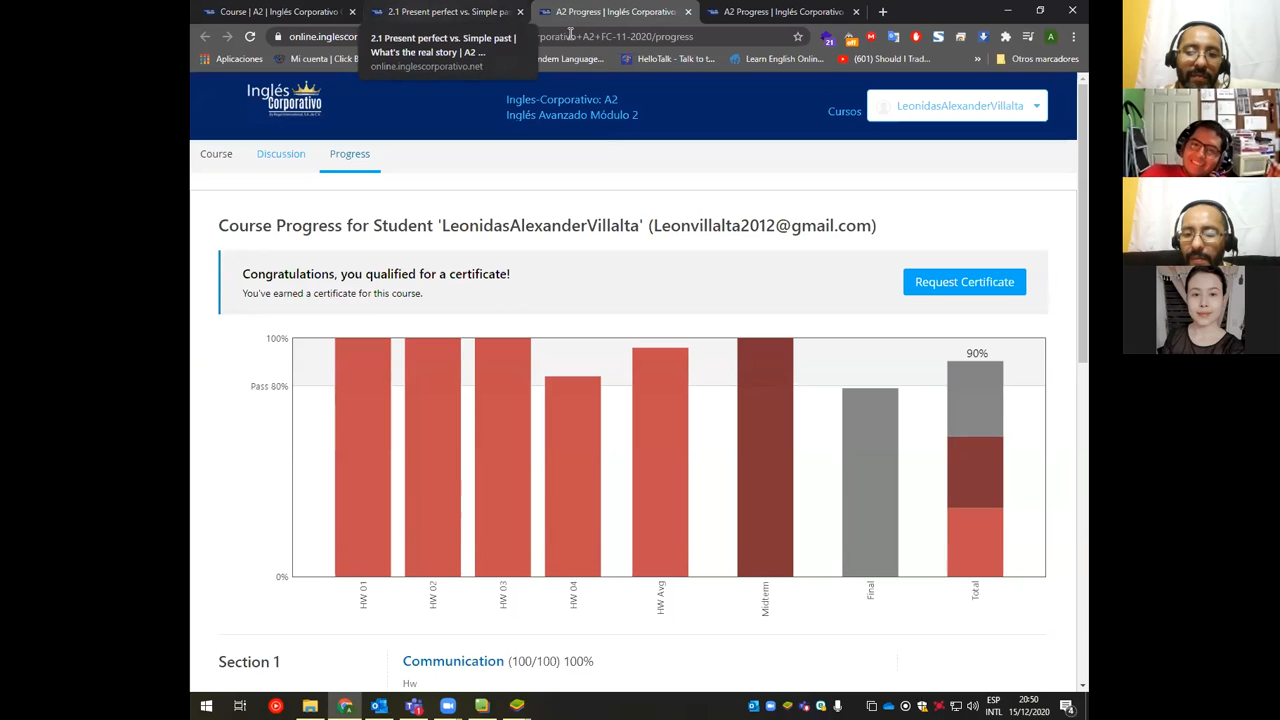 Course | A2 | Inglés Corporativo
2.1 Present perfect vs. Simple pa
A2 Progress | Inglés Corporativo
A2 Progress | Inglés Corporativo
online.inglescor
orporativo+A2+FC-11-2020/progress
2.1 Present perfect vs. Simple past |
What's the real story | A2 ...
online.inglescorporativo.net
Aplicaciones
Mi cuenta | Click B
ndem Language...
HelloTalk - Talk to t...
Learn English Onlin...
(601) Should I Trad...
Otros marcadores
Inglés
Corporativo
Ingles-Corporativo: A2
Inglés Avanzado Módulo 2
Cursos
LeonidasAlexanderVillalta
Course
Discussion
Progress
Course Progress for Student 'LeonidasAlexanderVillalta' (Leonvillalta2012@gmail.com)
Congratulations, you qualified for a certificate!
You've earned a certificate for this course.
Request Certificate
100%
Pass 80%
0%
90%
HW 01
HW 02
HW 03
HW 04
HW Avg
Midterm
Final
Total
Section 1
Communication (100/100) 100%
Hw
ESP
INTL
20:50
15/12/2020